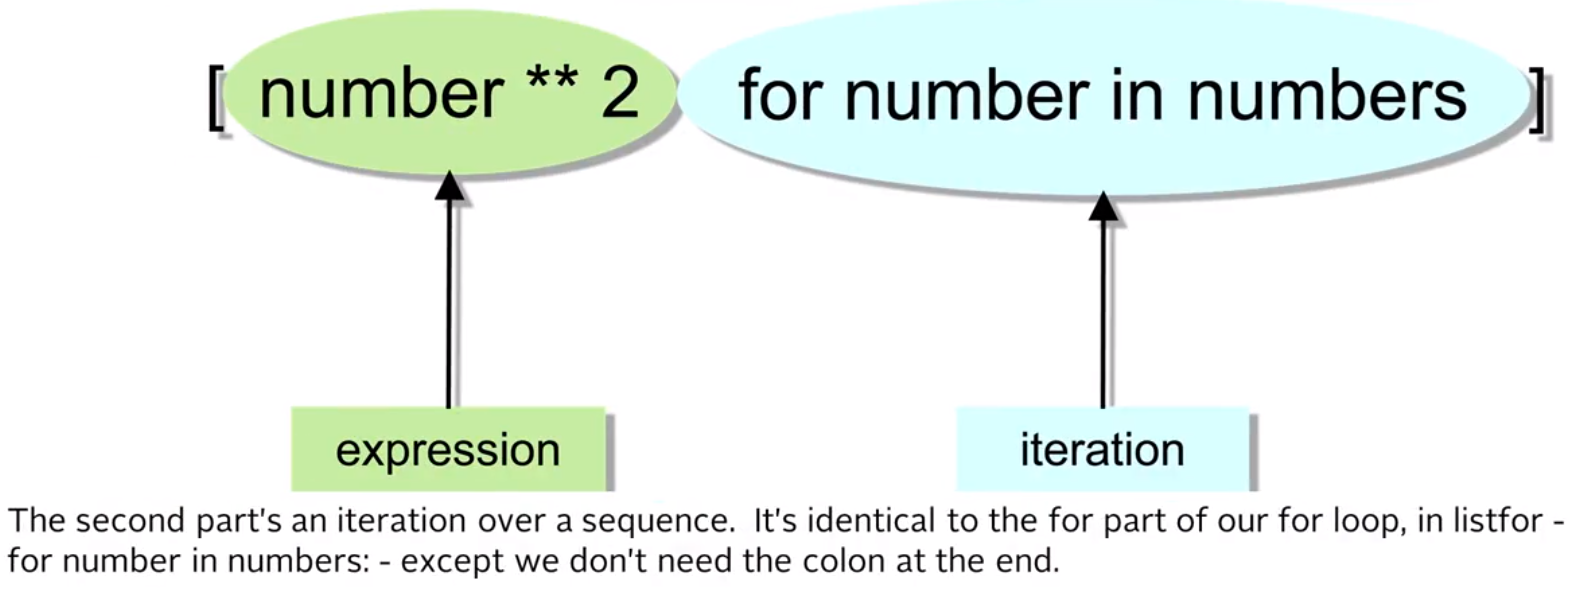 [ number ** 2 for number in numbers ]
expression iteration
The second part's an iteration over a sequence. It's identical to the for part of our for loop, in listfor -
for number in numbers: - except we don't need the colon at the end.